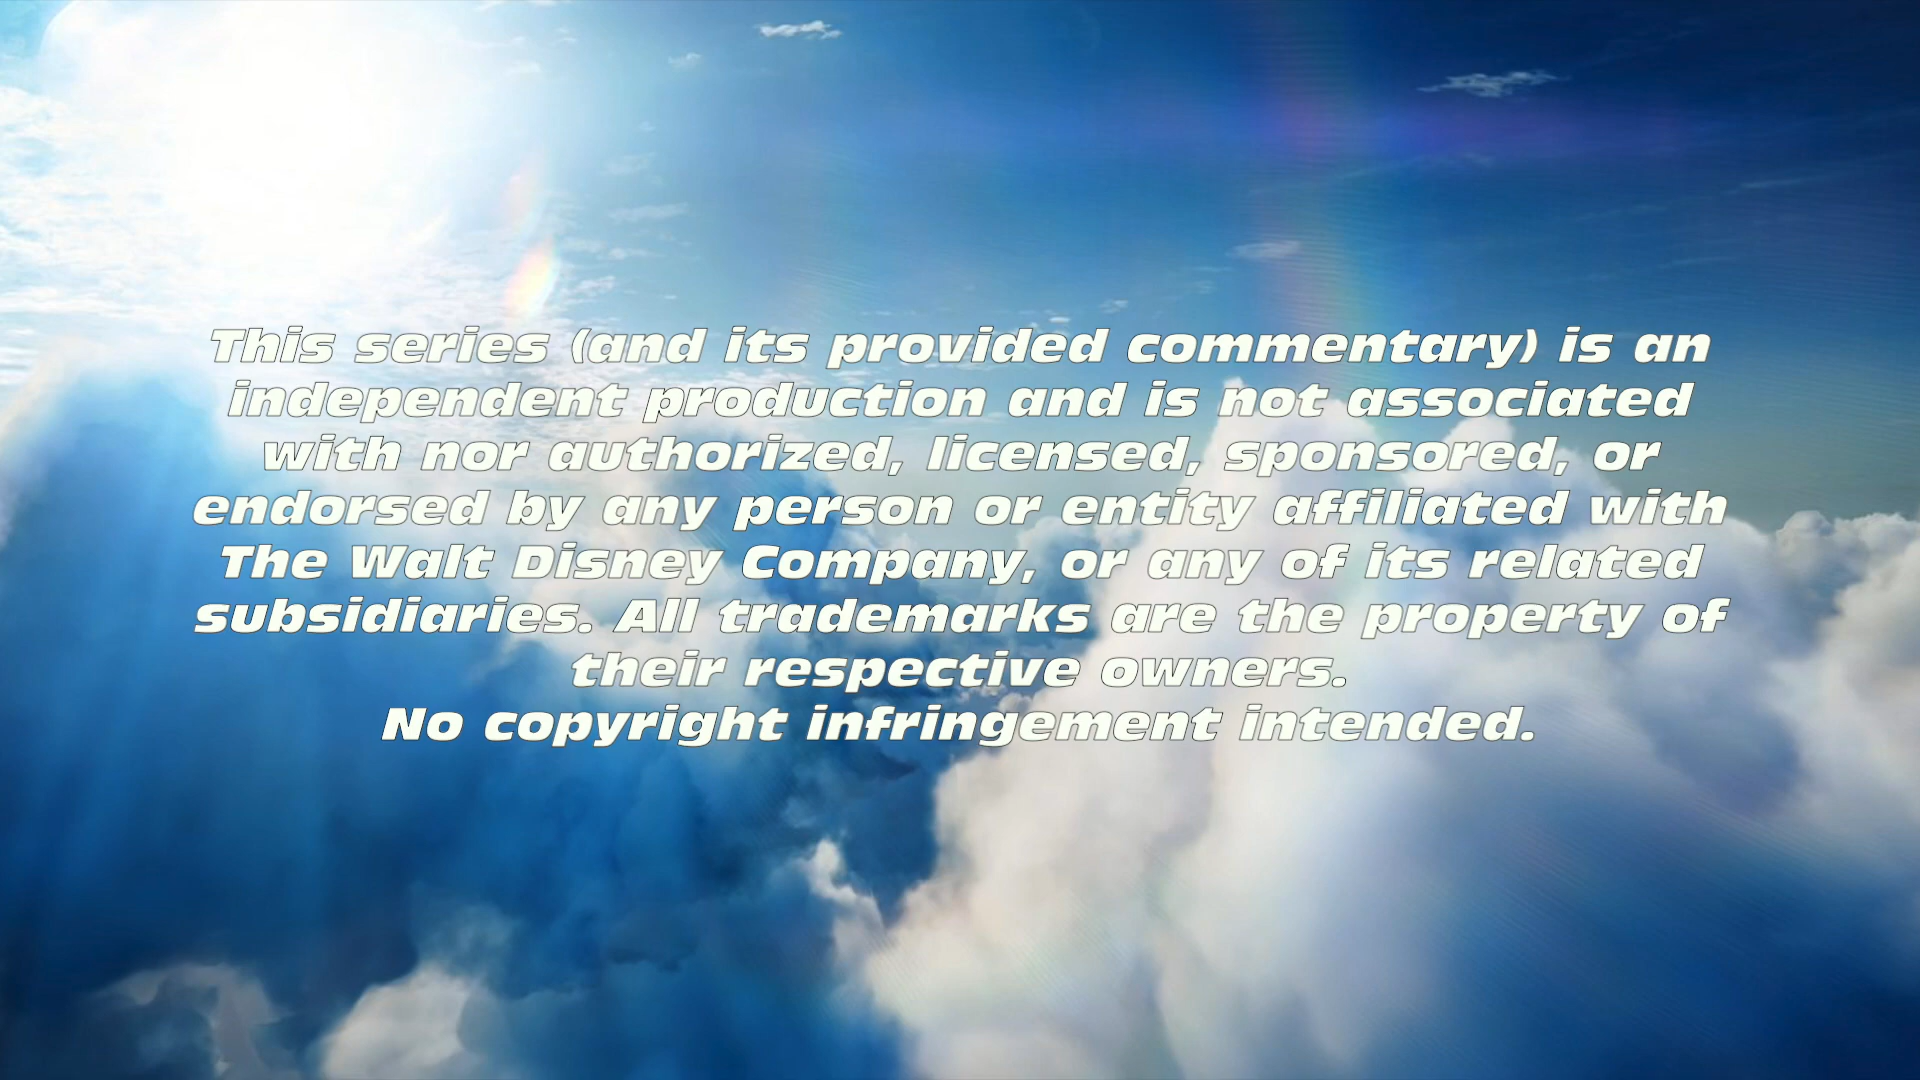 This series (and its provided commentary) is an
independent production and is not associated
with nor authorized, licensed, sponsored, or
endorsed by any person or entity affiliated with
The Walt Disney Company, or any of its related
subsidiaries. All trademarks are the property of
their respective owners.
No copyright infringement intended.